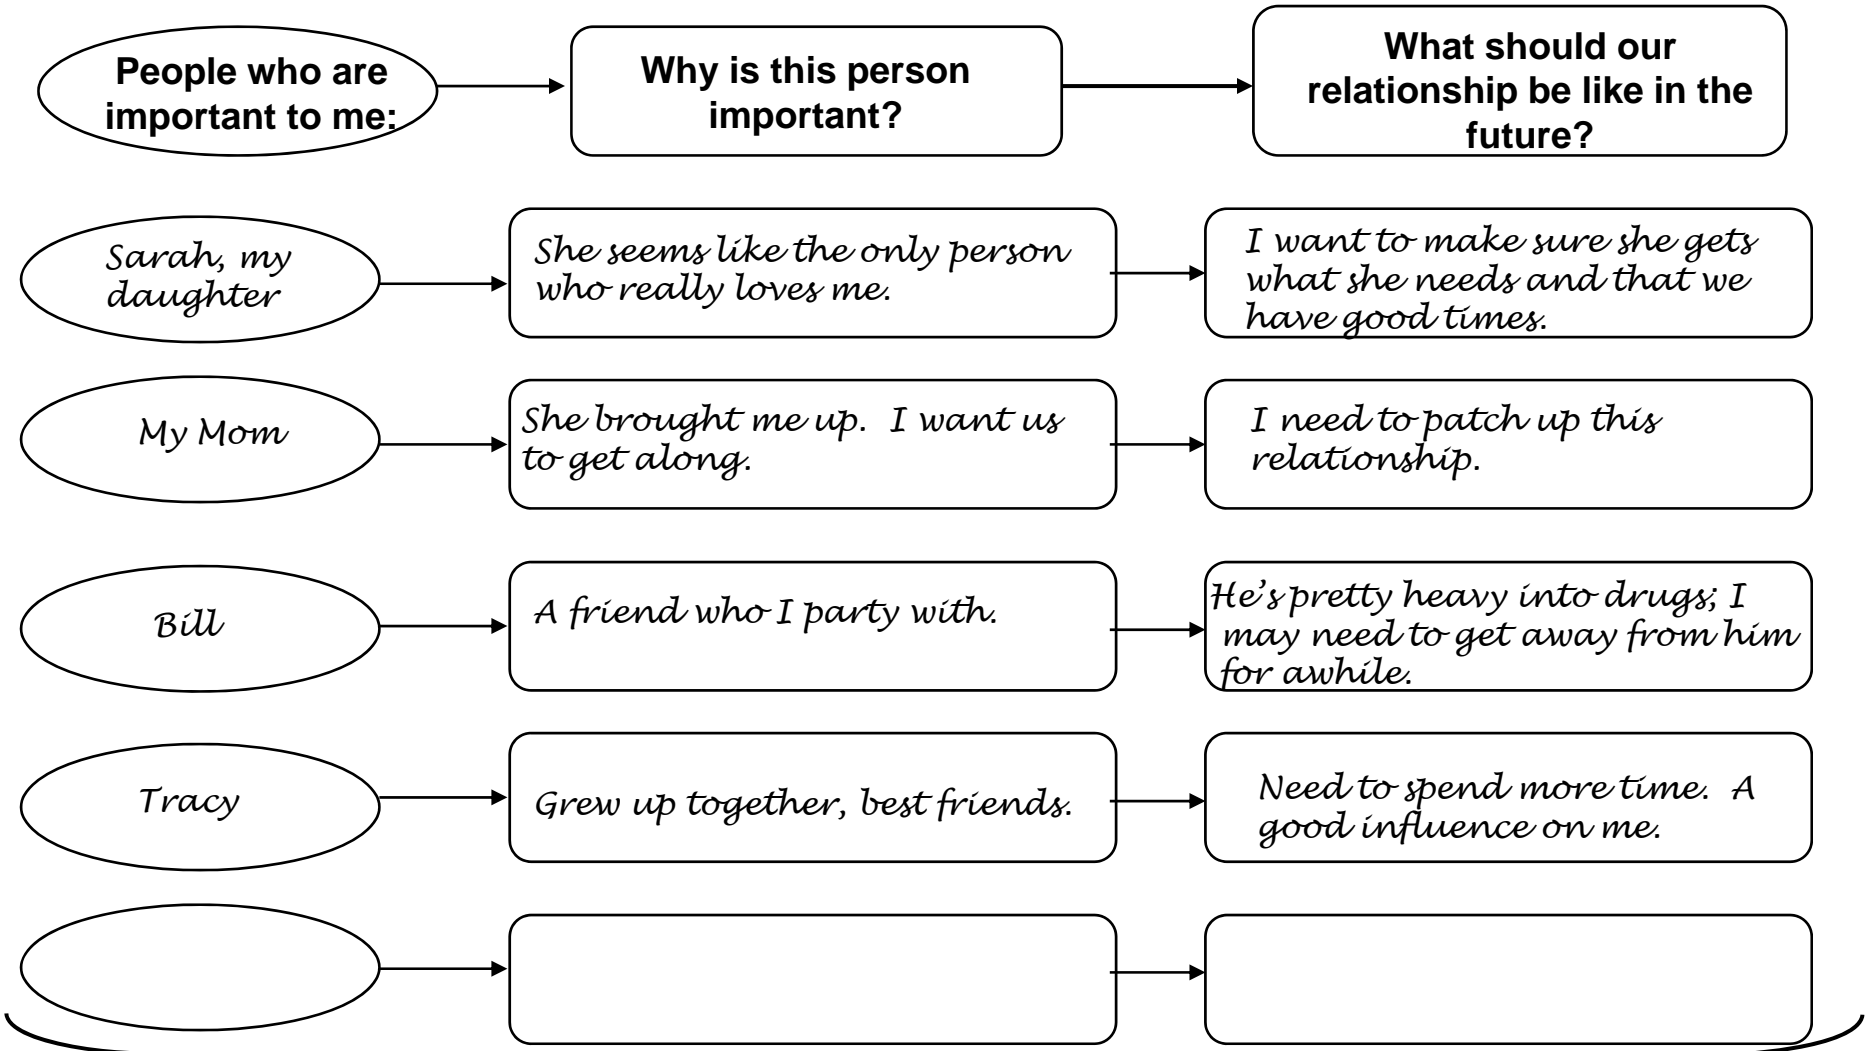 People who are
important to me:
Why is this person
important?
What should our
relationship be like in the
future?
Sarah, my
daughter
She seems like the only person
who really loves me.
I want to make sure she gets
what she needs and that we
have good times.
My Mom
She brought me up.  I want us
to get along.
I need to patch up this
relationship.
Bill
A friend who I party with.
He's pretty heavy into drugs; I
may need to get away from him
for awhile.
Tracy
Grew up together, best friends.
Need to spend more time.  A
good influence on me.